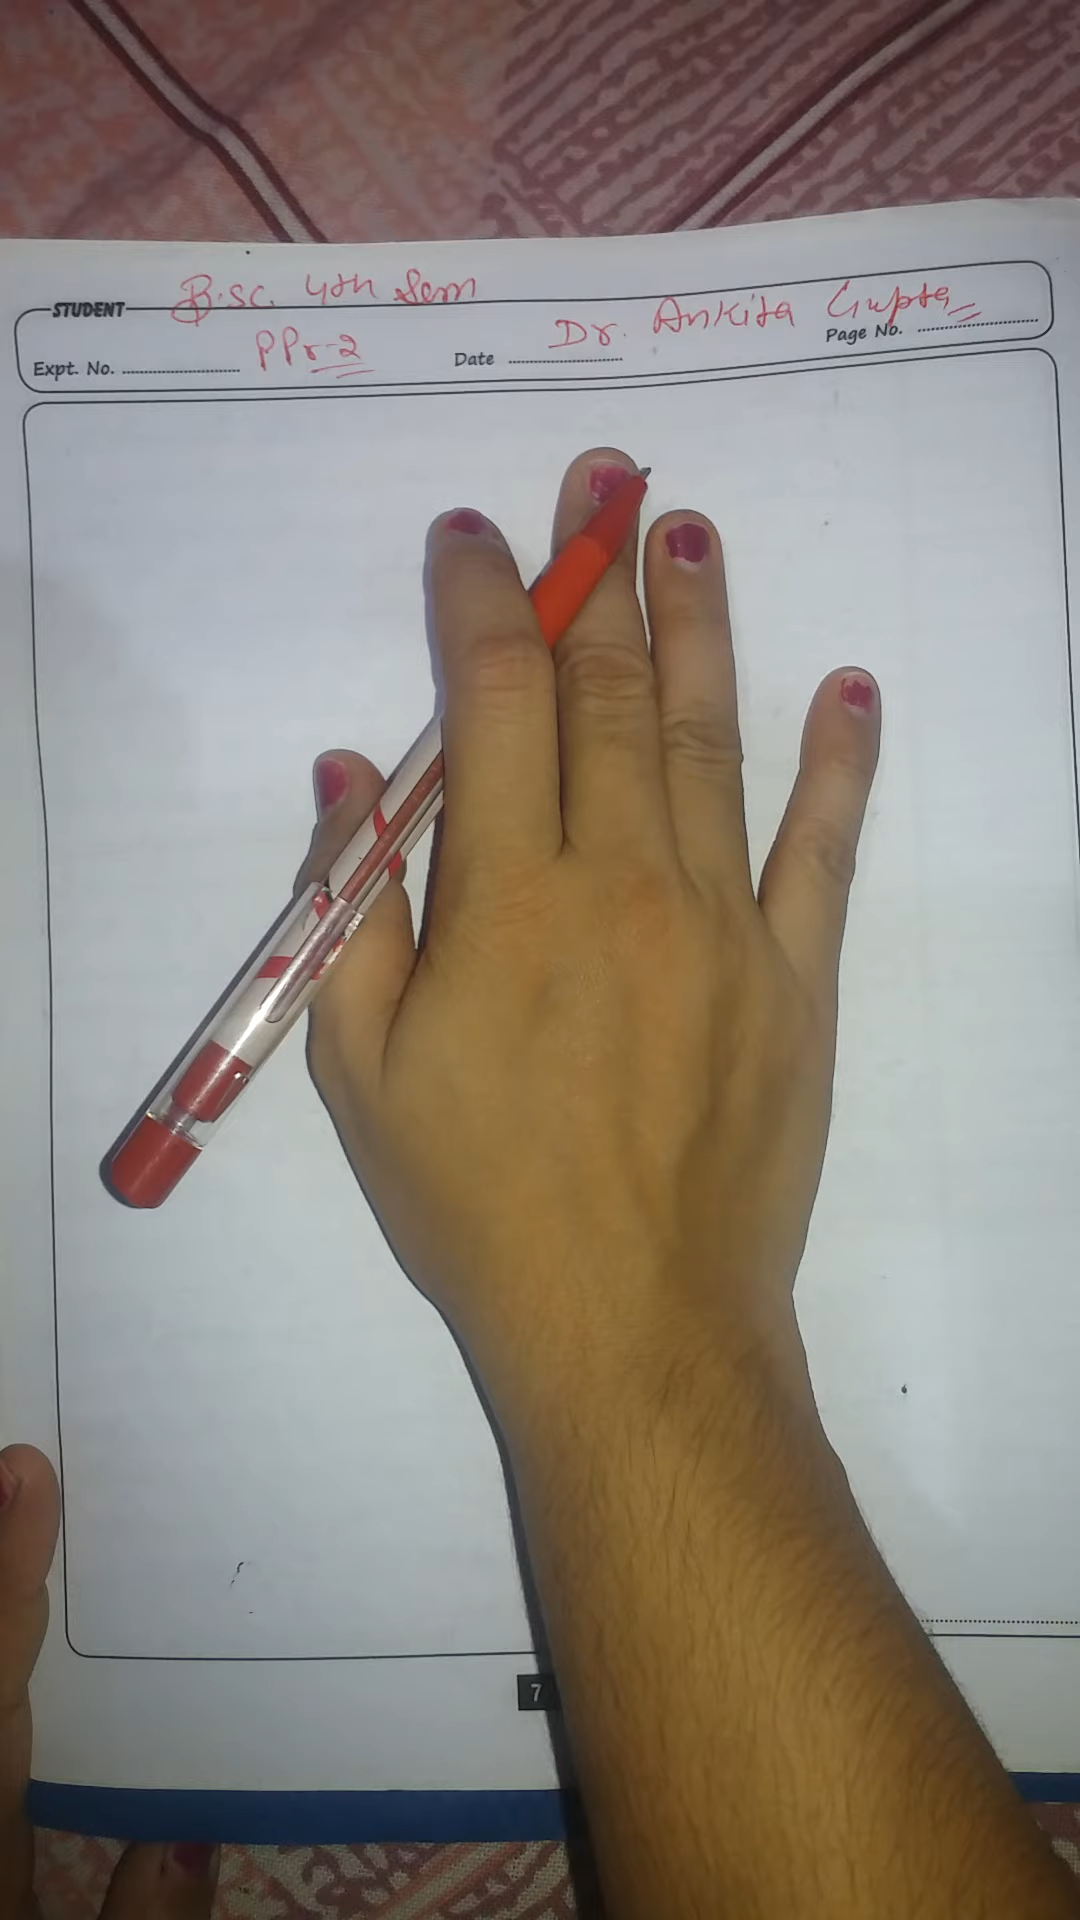 B.sc. 4th Sem
STUDENT
PPr-2 Dr. Ankita Gupta
Expt. No. Date Page No.
7